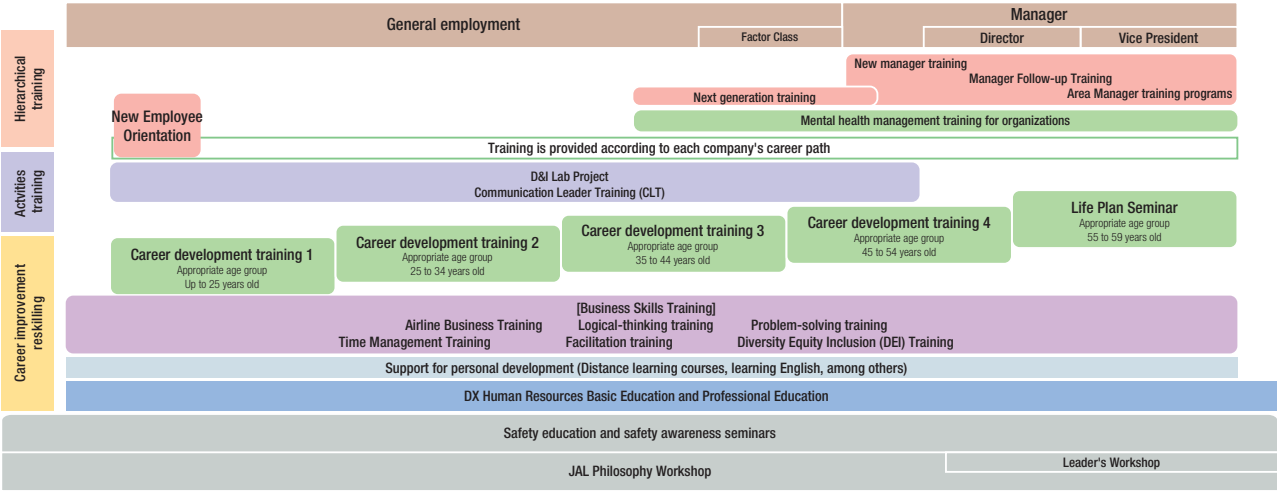 General employment
Manager
Factor Class
Director
Vice President
Hierarchical
training
New manager training
Manager Follow-up Training
Area Manager training programs
Next generation training
New Employee
Orientation
Mental health management training for organizations
Training is provided according to each company's career path
Actvities
training
D&I Lab Project
Communication Leader Training (CLT)
Career improvement
reskilling
Career development training 1
Appropriate age group
Up to 25 years old
Career development training 2
Appropriate age group
25 to 34 years old
Career development training 3
Appropriate age group
35 to 44 years old
Career development training 4
Appropriate age group
45 to 54 years old
Life Plan Seminar
Appropriate age group
55 to 59 years old
[Business Skills Training]
Airline Business Training Logical-thinking training Problem-solving training
Time Management Training Facilitation training Diversity Equity Inclusion (DEI) Training
Support for personal development (Distance learning courses, learning English, among others)
DX Human Resources Basic Education and Professional Education
Safety education and safety awareness seminars
JAL Philosophy Workshop
Leader's Workshop